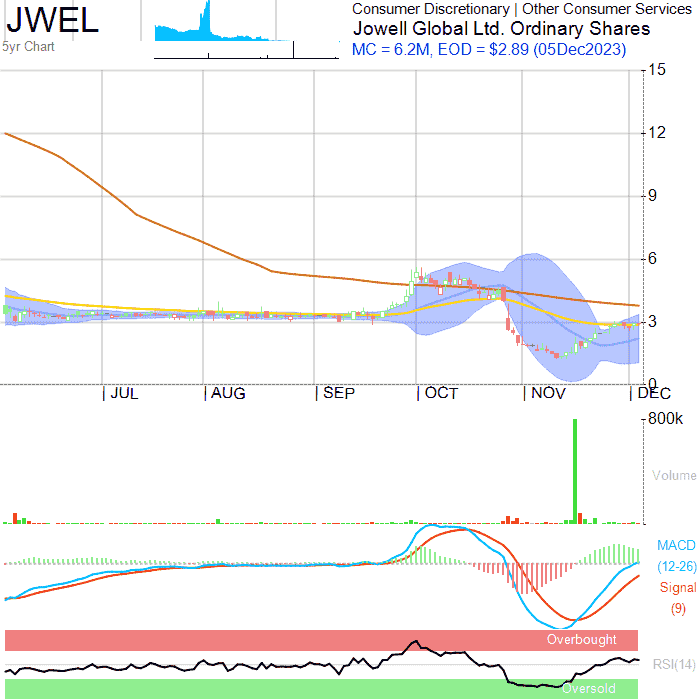 JWEL
5yr Chart
Consumer Discretionary | Other Consumer Services
Jowell Global Ltd. Ordinary Shares
MC = 6.2M, EOD = $2.89 (05Dec2023)
15
12
9
6
3
0
JUL
AUG
SEP
OCT
NOV
DEC
800k
Volume
MACD
(12-26)
Signal
(9)
Overbought
RSI(14)
Oversold